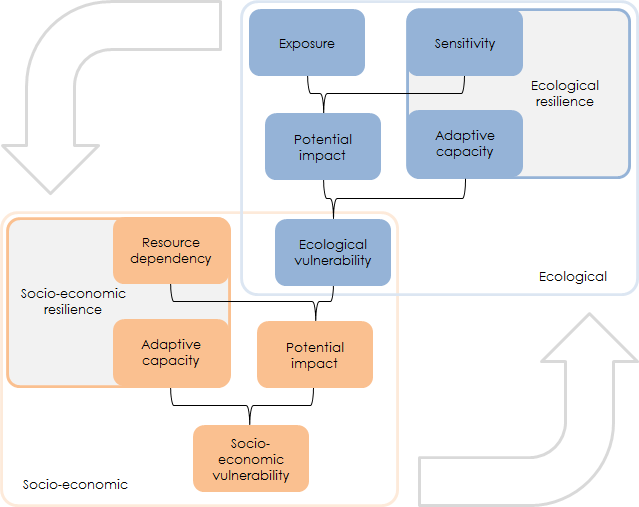 Exposure
Sensitivity
Ecological
resilience
Potential
impact
Adaptive
capacity
Ecological
vulnerability
Ecological
Resource
dependency
Socio-economic
resilience
Adaptive
capacity
Potential
impact
Socio-
economic
vulnerability
Socio-economic